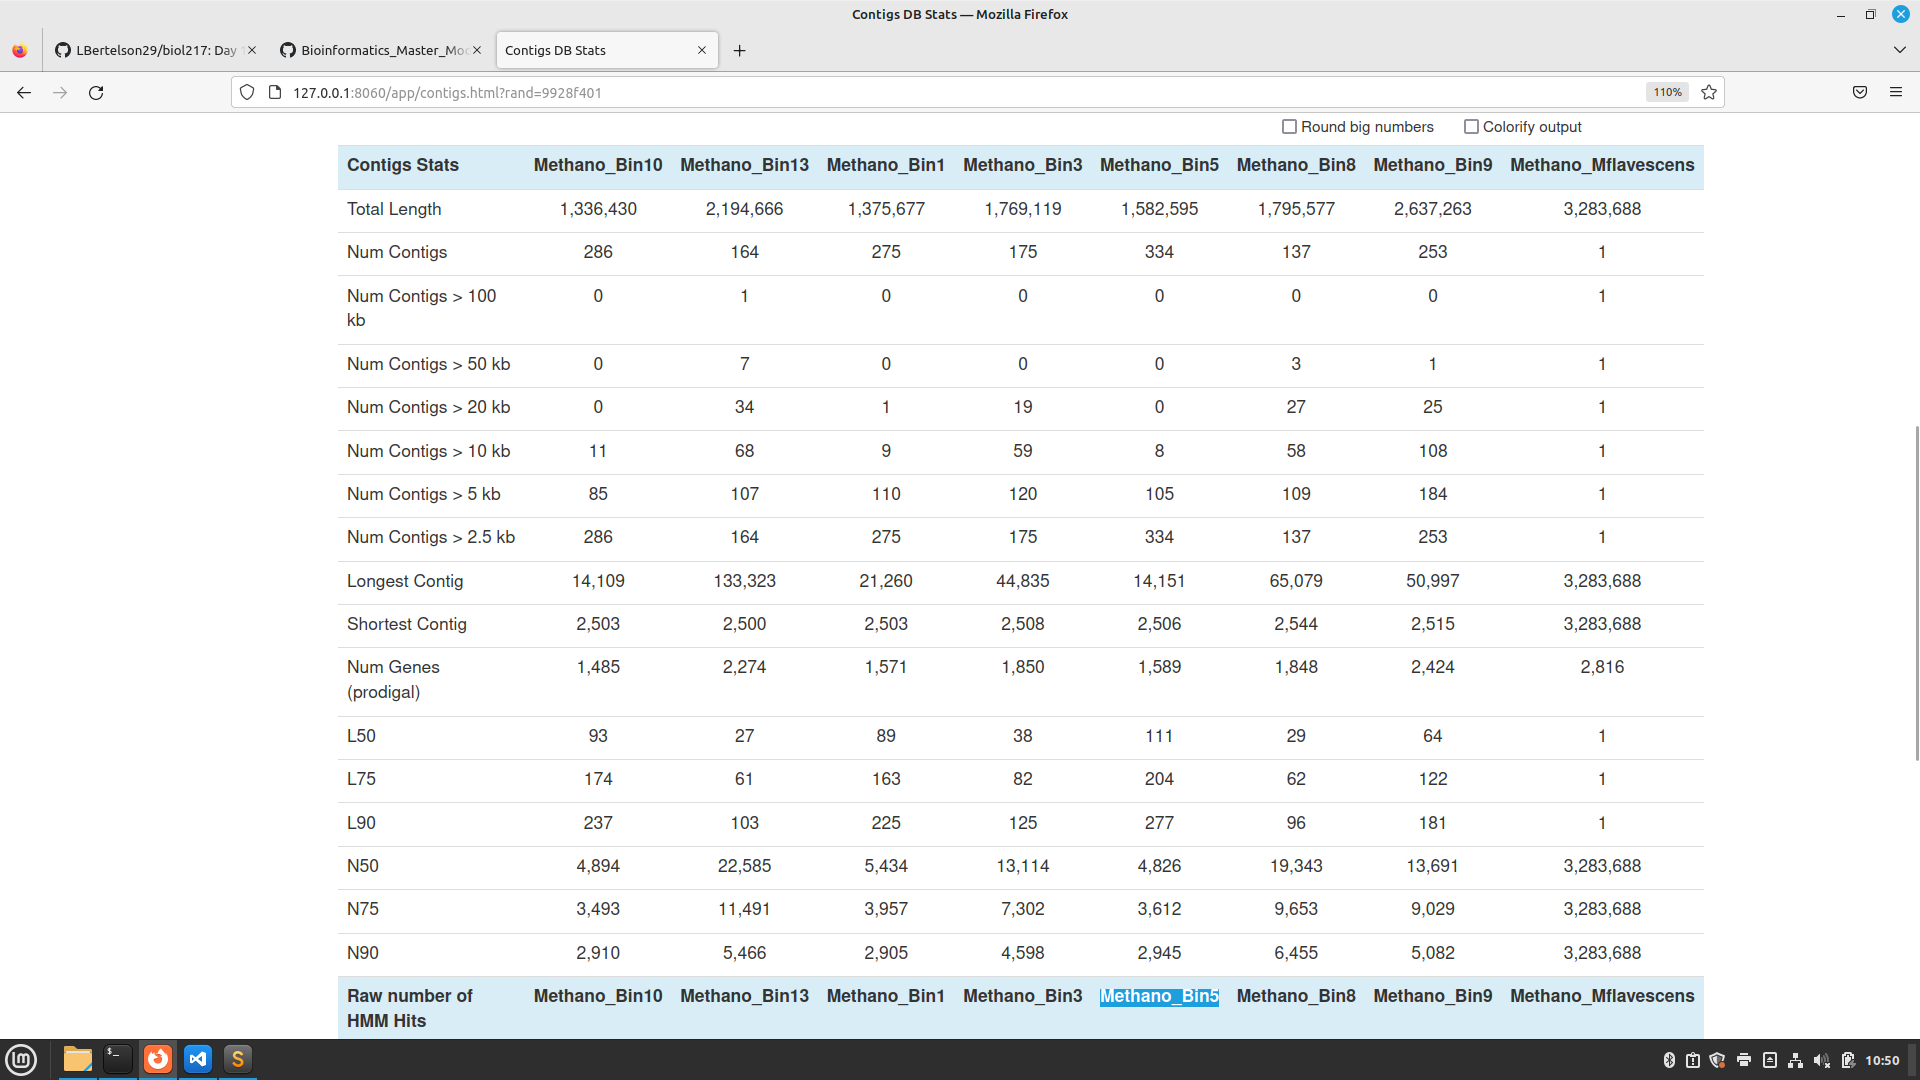 Contigs DB Stats — Mozilla Firefox
LBertelson29/biol217: Day
Bioinformatics_Master_Mo
Contigs DB Stats
127.0.0.1:8060/app/contigs.html?rand=9928f401
110%
Round big numbers Colorify output
Contigs Stats Methano_Bin10 Methano_Bin13 Methano_Bin1 Methano_Bin3 Methano_Bin5 Methano_Bin8 Methano_Bin9 Methano_Mflavescens
Total Length 1,336,430 2,194,666 1,375,677 1,769,119 1,582,595 1,795,577 2,637,263 3,283,688
Num Contigs 286 164 275 175 334 137 253 1
Num Contigs > 100 0 1 0 0 0 0 0 1
kb
Num Contigs > 50 kb 0 7 0 0 0 3 1 1
Num Contigs > 20 kb 0 34 1 19 0 27 25 1
Num Contigs > 10 kb 11 68 9 59 8 58 108 1
Num Contigs > 5 kb 85 107 110 120 105 109 184 1
Num Contigs > 2.5 kb 286 164 275 175 334 137 253 1
Longest Contig 14,109 133,323 21,260 44,835 14,151 65,079 50,997 3,283,688
Shortest Contig 2,503 2,500 2,503 2,508 2,506 2,544 2,515 3,283,688
Num Genes 1,485 2,274 1,571 1,850 1,589 1,848 2,424 2,816
(prodigal)
L50 93 27 89 38 111 29 64 1
L75 174 61 163 82 204 62 122 1
L90 237 103 225 125 277 96 181 1
N50 4,894 22,585 5,434 13,114 4,826 19,343 13,691 3,283,688
N75 3,493 11,491 3,957 7,302 3,612 9,653 9,029 3,283,688
N90 2,910 5,466 2,905 4,598 2,945 6,455 5,082 3,283,688
Raw number of Methano_Bin10 Methano_Bin13 Methano_Bin1 Methano_Bin3 Methano_Bin5 Methano_Bin8 Methano_Bin9 Methano_Mflavescens
HMM Hits
10:50